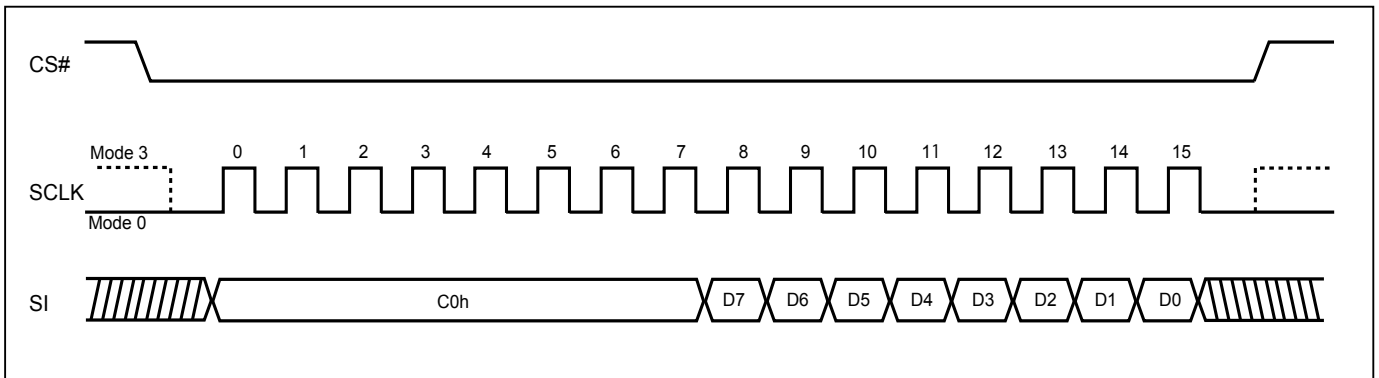 CS#
Mode 3 0 1 2 3 4 5 6 7 8 9 10 11 12 13 14 15
SCLK
Mode 0
SI C0h D7 D6 D5 D4 D3 D2 D1 D0